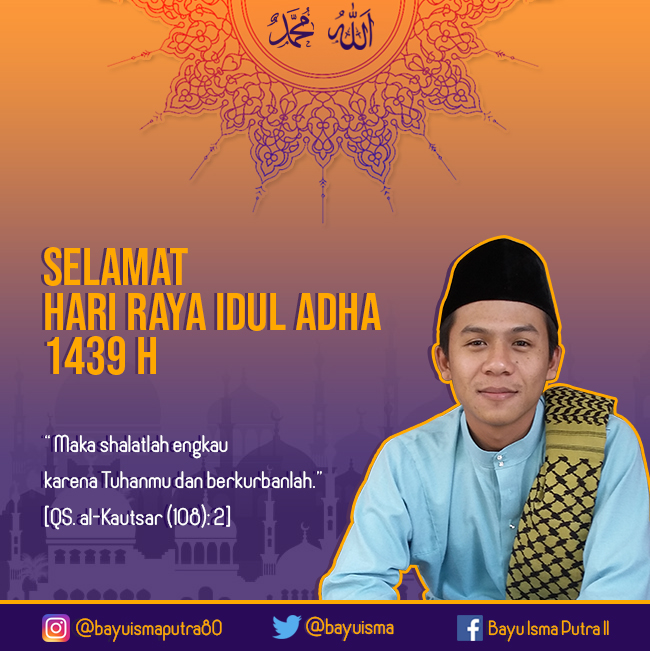 محمد الله
SELAMAT
HARI RAYA IDUL ADHA
1439 H
“Maka shalatlah engkau
karena Tuhanmu dan berkurbanlah.”
[QS. al-Kautsar (108): 2]
@bayuismaputra80 @bayuisma Bayu Isma Putra II